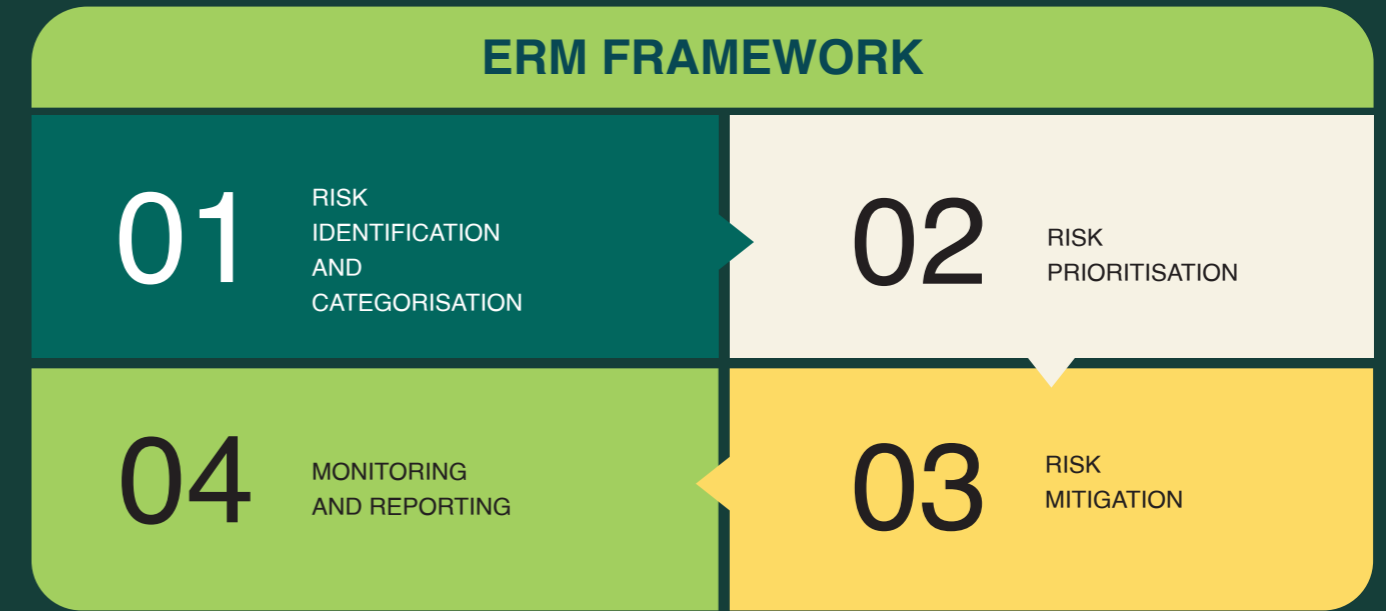 ERM FRAMEWORK
01
RISK
IDENTIFICATION
AND
CATEGORISATION
02
RISK
PRIORITISATION
03
RISK
MITIGATION
04
MONITORING
AND REPORTING